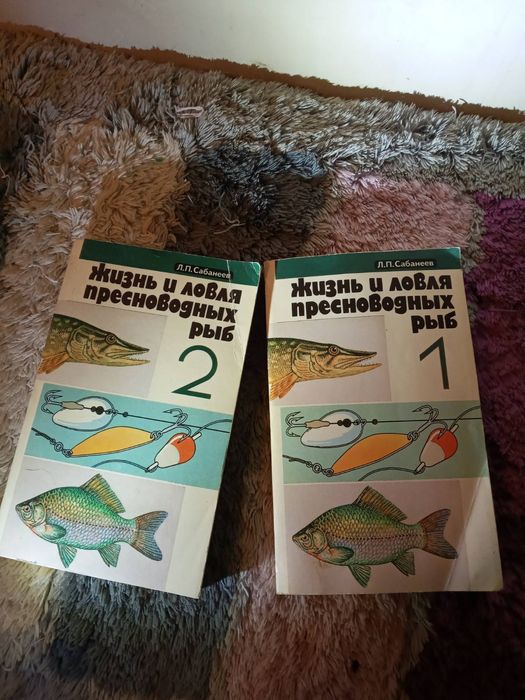 Л.П.Сабанеев
жизнь и ловля
пресноводных
рыб
2
Л.П.Сабанеев
жизнь и ловля
пресноводных
рыб
1